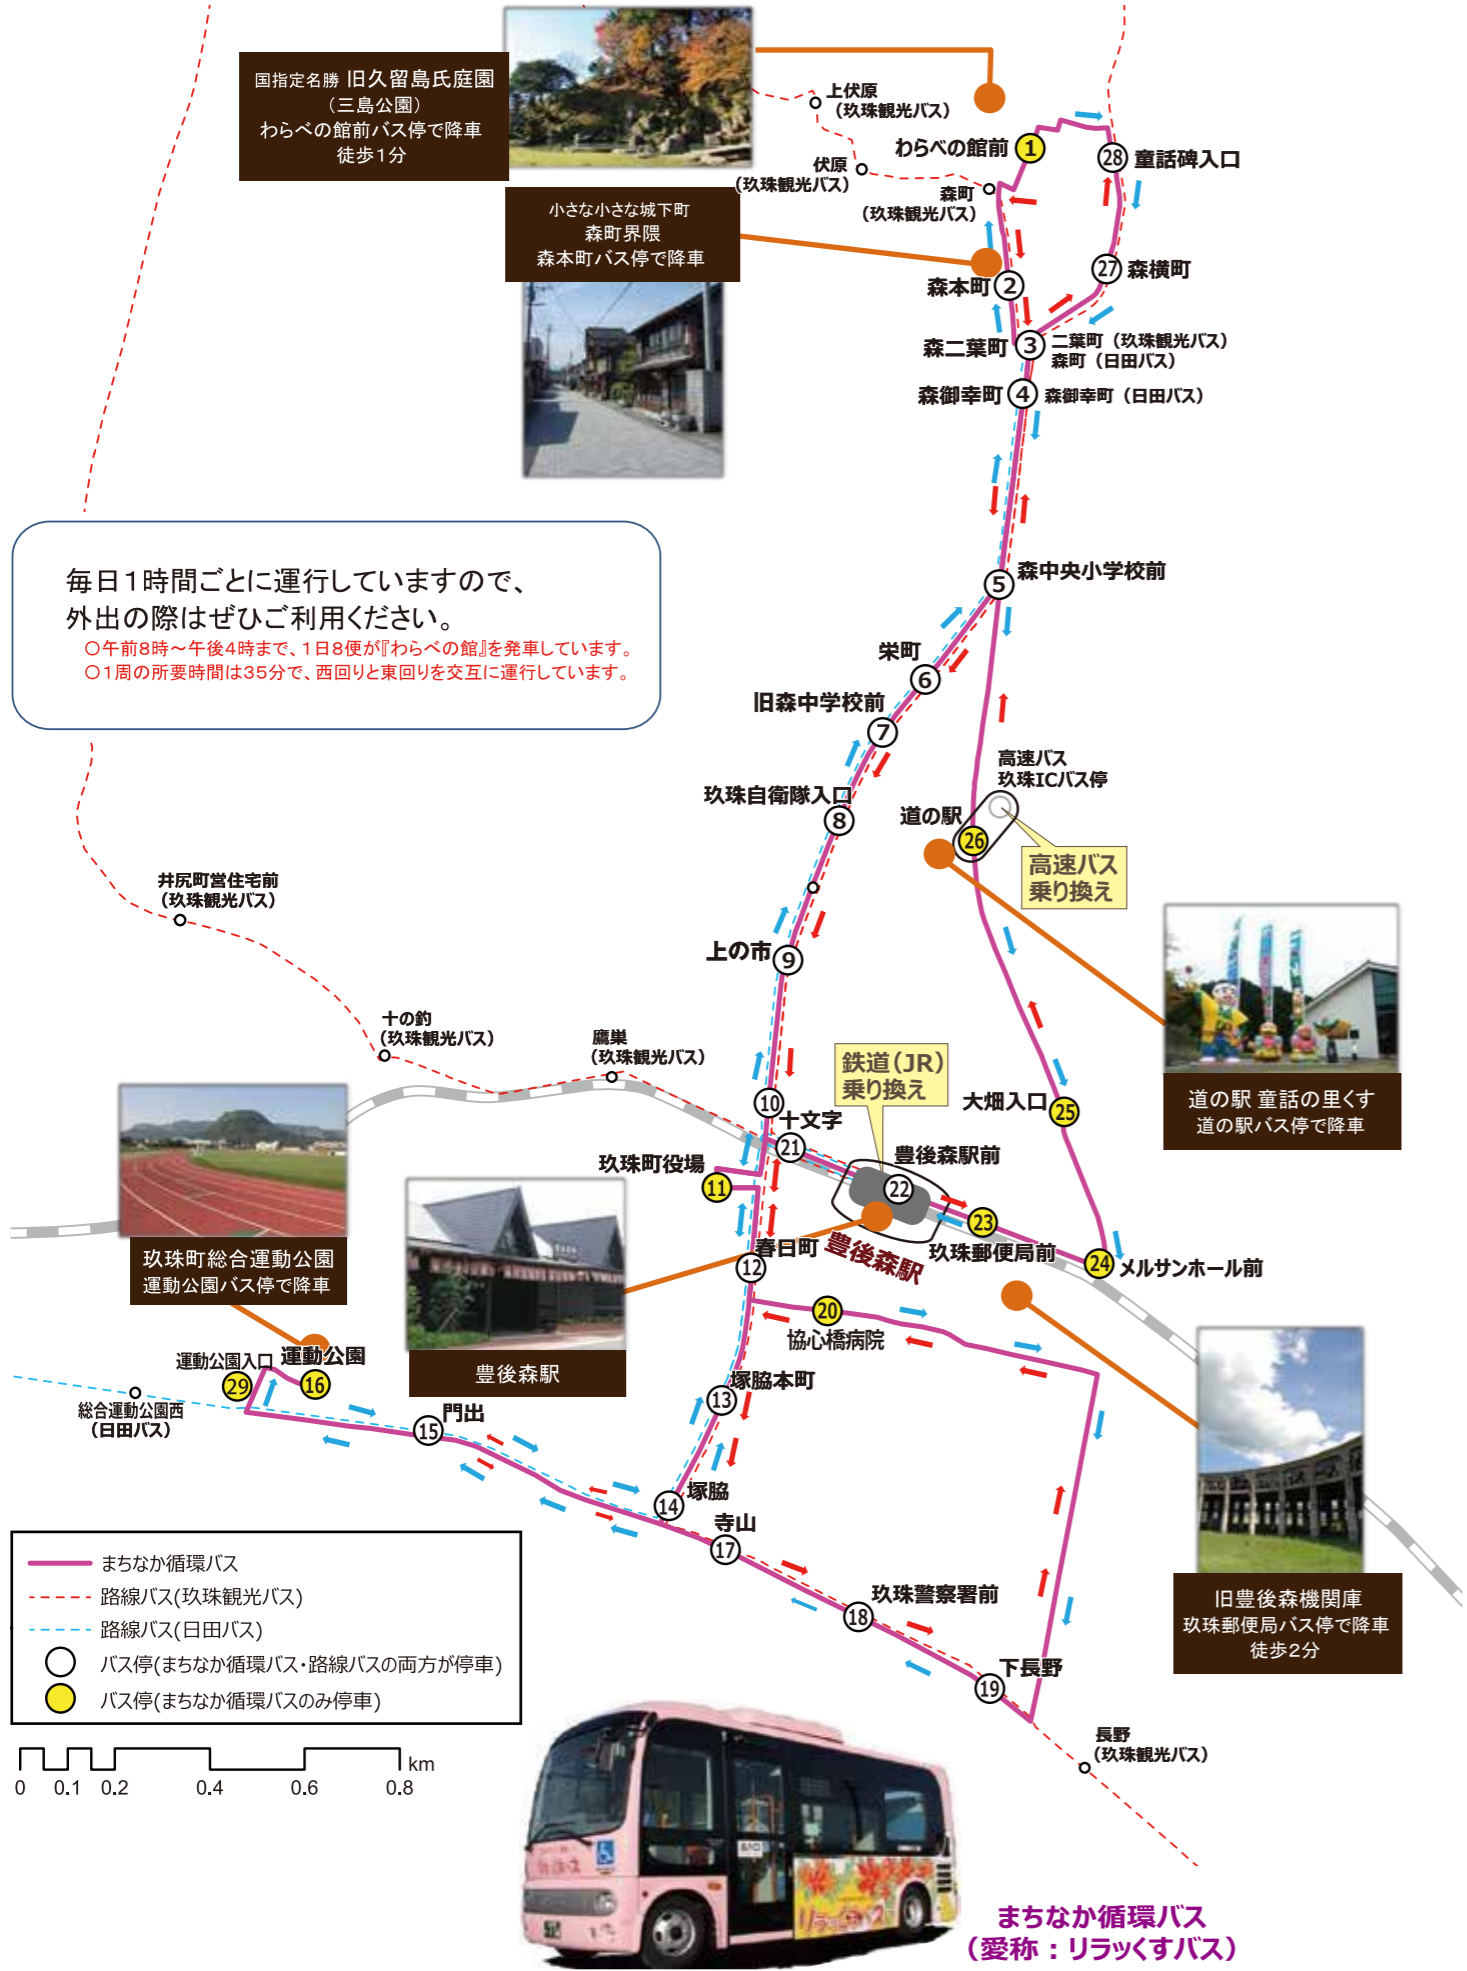 国指定名勝 旧久留島氏庭園
（三島公園）
わらべの館前バス停で降車
徒歩1分
上伏原
（玖珠観光バス）
わらべの館前
1
28
童話碑入口
伏原
（玖珠観光バス）
森町
（玖珠観光バス）
小さな小さな城下町
森町界隈
森本町バス停で降車
27
森横町
森本町
2
森二葉町
3
二葉町（玖珠観光バス）
森町（日田バス）
森御幸町
4
森御幸町（日田バス）
毎日1時間ごとに運行していますので、
外出の際はぜひご利用ください。
○午前8時～午後4時まで、1日8便が『わらべの館』を発車しています。
○1周の所要時間は35分で、西回りと東回りを交互に運行しています。
5
森中央小学校前
栄町
6
旧森中学校前
7
高速バス
玖珠ICバス停
玖珠自衛隊入口
8
道の駅
26
高速バス
乗り換え
井尻町営住宅前
（玖珠観光バス）
上の市
9
十の釣
（玖珠観光バス）
鷹巣
（玖珠観光バス）
鉄道(JR)
乗り換え
道の駅 童話の里くす
道の駅バス停で降車
大畑入口
25
10
十文字
21
豊後森駅前
22
玖珠町役場
11
23
玖珠郵便局前
24
メルサンホール前
豊後森駅
春日町
12
玖珠町総合運動公園
運動公園バス停で降車
20
協心橋病院
豊後森駅
運動公園入口
29
運動公園
16
総合運動公園西
（日田バス）
門出
15
塚脇本町
13
塚脇
14
寺山
17
玖珠警察署前
18
下長野
19
長野
（玖珠観光バス）
旧豊後森機関庫
玖珠郵便局バス停で降車
徒歩2分
まちなか循環バス
路線バス(玖珠観光バス)
路線バス(日田バス)
バス停(まちなか循環バス・路線バスの両方が停車)
バス停(まちなか循環バスのみ停車)
0 0.1 0.2 0.4 0.6 0.8 km
まちなか循環バス
（愛称：リラッくすバス）